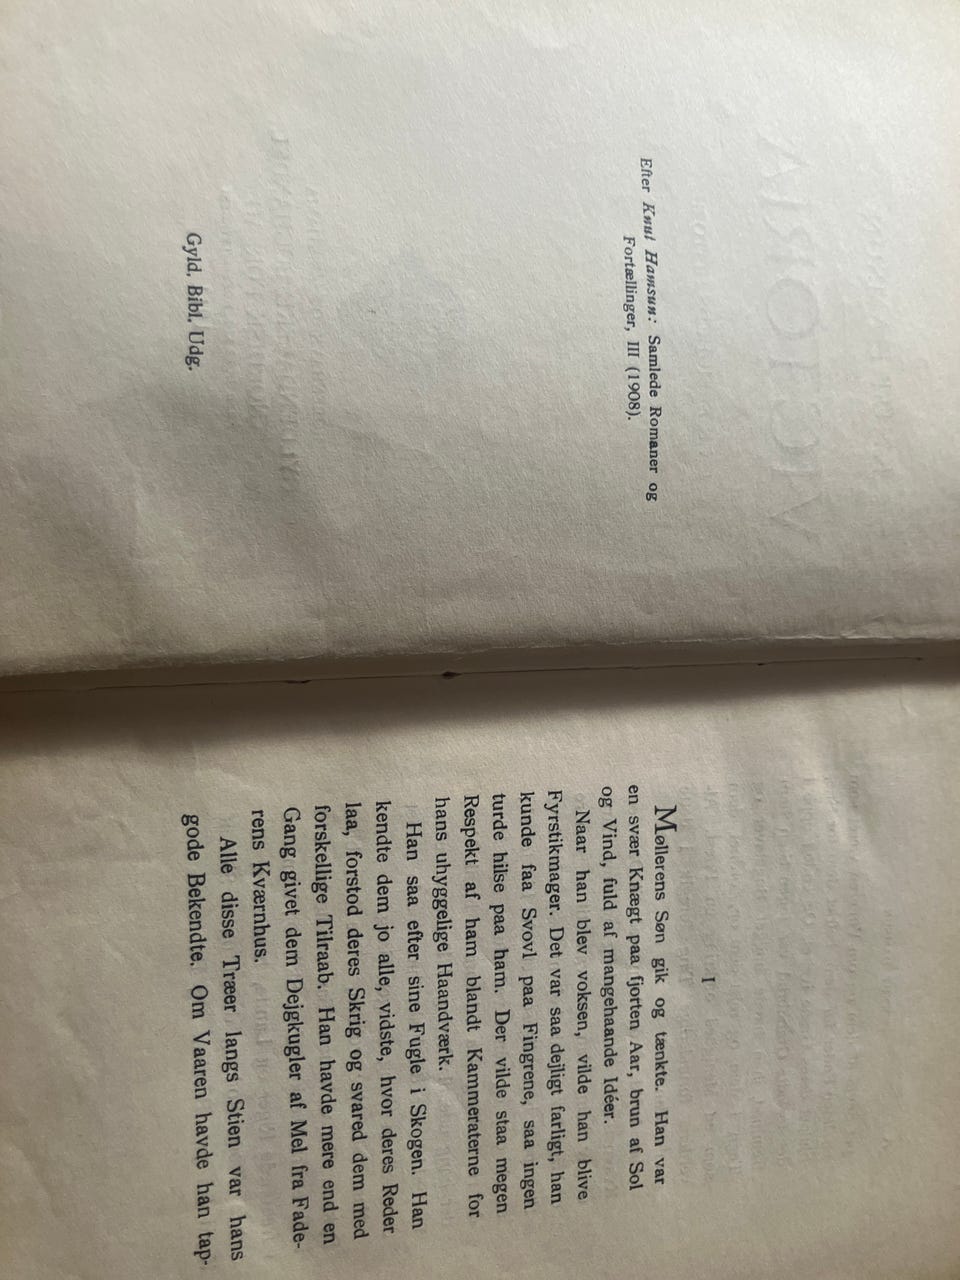 Efter Knut Hamsun: Samlede Romaner og
Fortællinger, III (1908).
Gyld. Bibl. Udg.
I
Møllerens Søn gik og tænkte. Han var
en svær Knægt paa fjorten Aar, brun af Sol
og Vind, fuld af mangehaande Idéer.
Naar han blev voksen, vilde han blive
Fyrstikmager. Det var saa dejligt farligt, han
kunde faa Svovl paa Fingrene, saa ingen
turde hilse paa ham. Der vilde staa megen
Respekt af ham blandt Kammeraterne for
hans uhyggelige Haandværk.
Han saa efter sine Fugle i Skogen. Han
kendte dem jo alle, vidste, hvor deres Reder
laa, forstod deres Skrig og svared dem med
forskellige Tilraab. Han havde mere end en
Gang givet dem Dejgkugler af Mel fra Fade-
rens Kværnhus.
Alle disse Træer langs Stien var hans
gode Bekendte. Om Vaaren havde han tap-